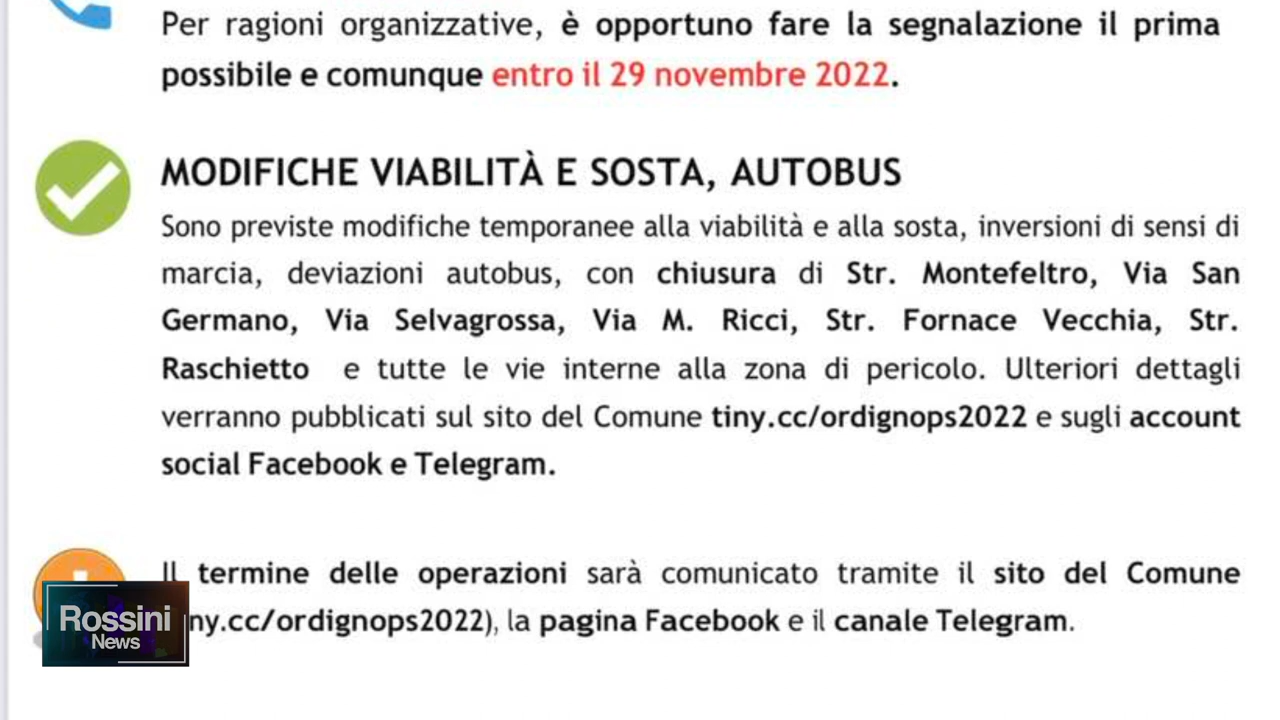 Per ragioni organizzative, è opportuno fare la segnalazione il prima
possibile e comunque entro il 29 novembre 2022.
MODIFICHE VIABILITÀ E SOSTA, AUTOBUS
Sono previste modifiche temporanee alla viabilità e alla sosta, inversioni di sensi di
marcia, deviazioni autobus, con chiusura di Str. Montefeltro, Via San
Germano, Via Selvagrossa, Via M. Ricci, Str. Fornace Vecchia, Str.
Raschietto e tutte le vie interne alla zona di pericolo. Ulteriori dettagli
verranno pubblicati sul sito del Comune tiny.cc/ordignops2022 e sugli account
social Facebook e Telegram.
Il termine delle operazioni sarà comunicato tramite il sito del Comune
ny.cc/ordignops2022), la pagina Facebook e il canale Telegram.
Rossini
News